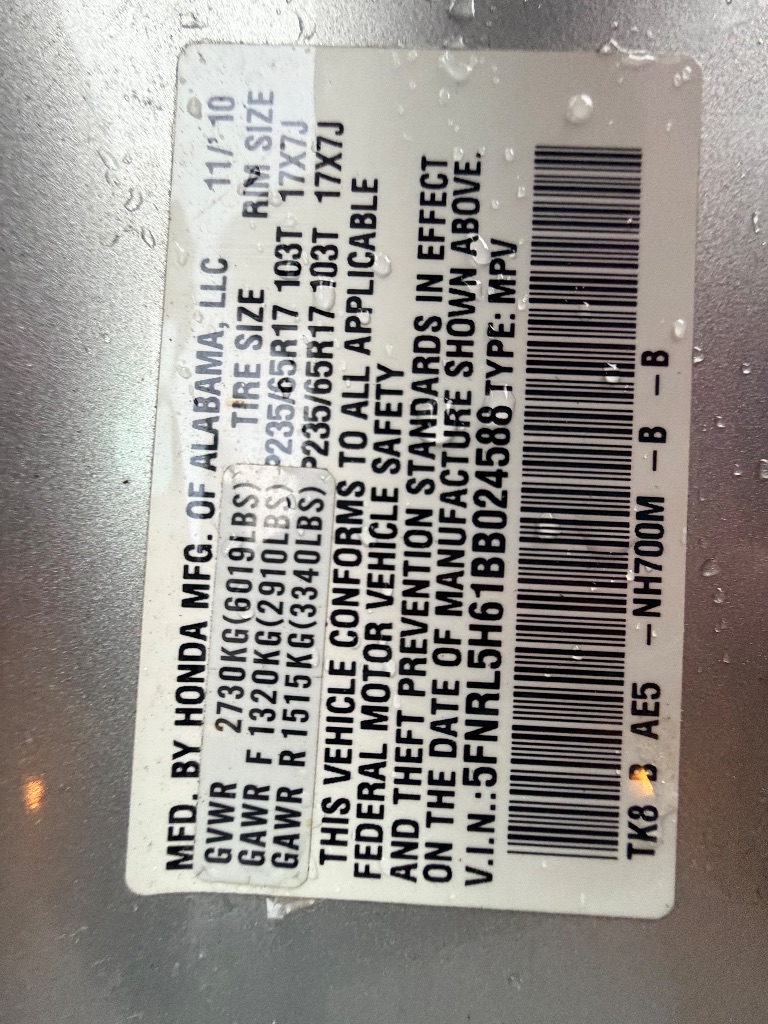 MFD. BY HONDA MFG. OF ALABAMA, LLC 11/' 10
GVWR 2730KG(6019LBS) TIRE SIZE RIM SIZE
GAWR F 1320KG(2910LBS) P235/65R17 103T 17X7J
GAWR R 1515KG(3340LBS) P235/65R17 103T 17X7J
THIS VEHICLE CONFORMS TO ALL APPLICABLE
FEDERAL MOTOR VEHICLE SAFETY
AND THEFT PREVENTION STANDARDS IN EFFECT
ON THE DATE OF MANUFACTURE SHOWN ABOVE.
V.I.N.:5FNRL5H61BB024588 TYPE: MPV
TK8 B AE5 -NH700M -B -B